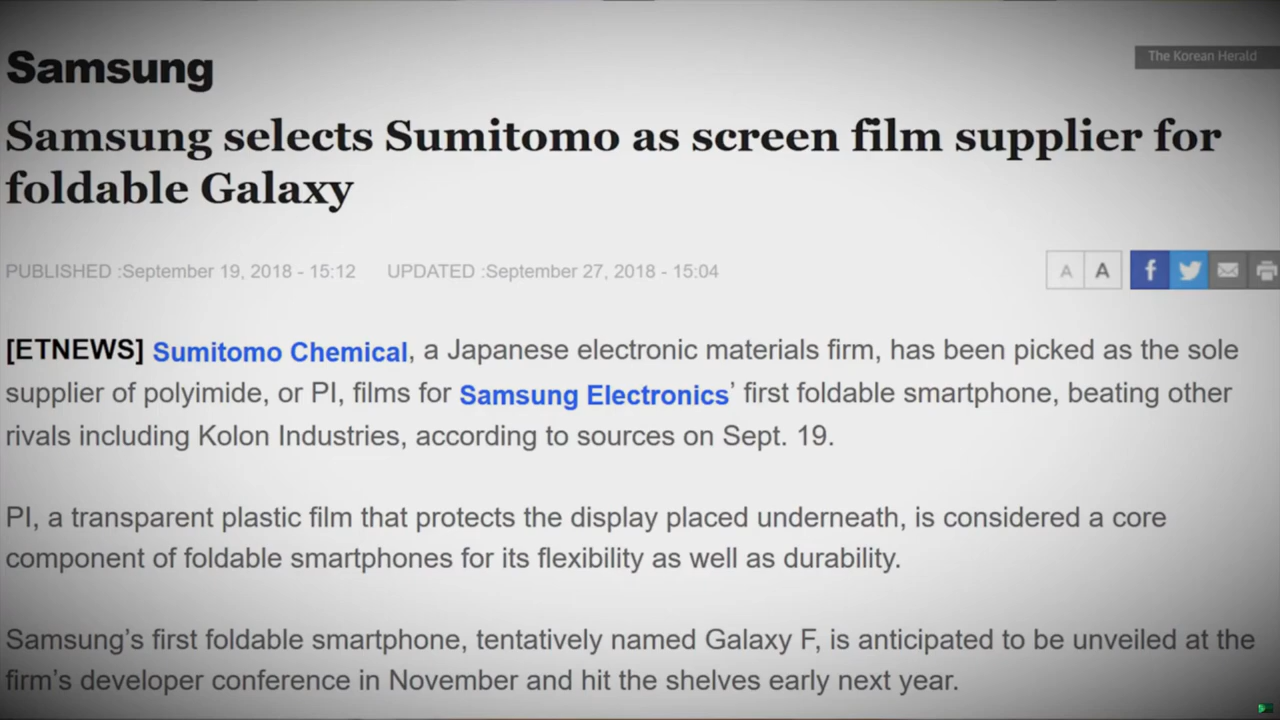 Samsung
The Korean Herald
Samsung selects Sumitomo as screen film supplier for
foldable Galaxy
PUBLISHED :September 19, 2018 - 15:12 UPDATED :September 27, 2018 - 15:04
A A f
[ETNEWS] Sumitomo Chemical, a Japanese electronic materials firm, has been picked as the sole
supplier of polyimide, or PI, films for Samsung Electronics’ first foldable smartphone, beating other
rivals including Kolon Industries, according to sources on Sept. 19.
PI, a transparent plastic film that protects the display placed underneath, is considered a core
component of foldable smartphones for its flexibility as well as durability.
Samsung’s first foldable smartphone, tentatively named Galaxy F, is anticipated to be unveiled at the
firm’s developer conference in November and hit the shelves early next year.